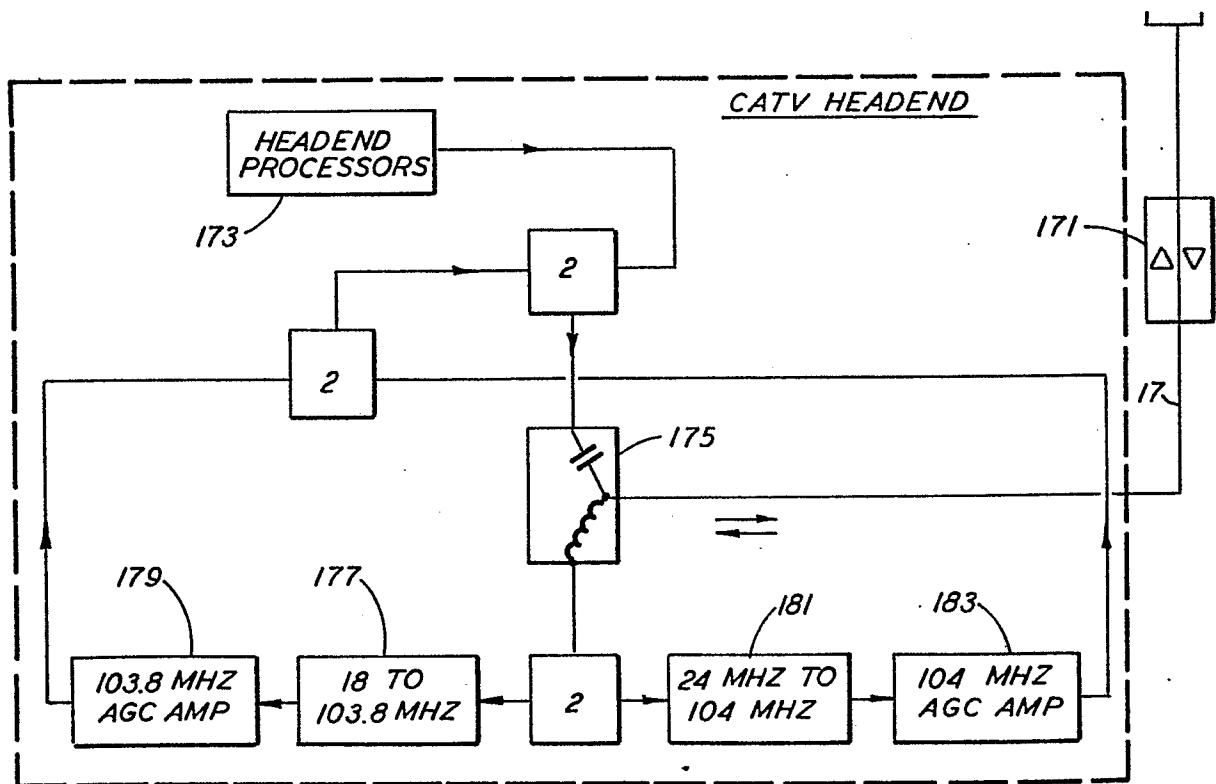 CATV HEADEND
HEADEND
PROCESSORS
173
171
2
2
17
175
179
177
181
183
103.8 MHZ
AGC AMP
18 TO
103.8 MHZ
2
24 MHZ TO
104 MHZ
104 MHZ
AGC AMP